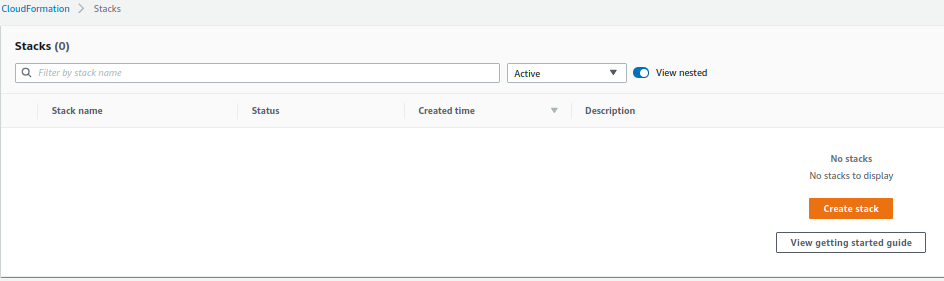 CloudFormation > Stacks
Stacks (0)
Filter by stack name Active View nested
Stack name Status Created time Description
No stacks
No stacks to display
Create stack
View getting started guide